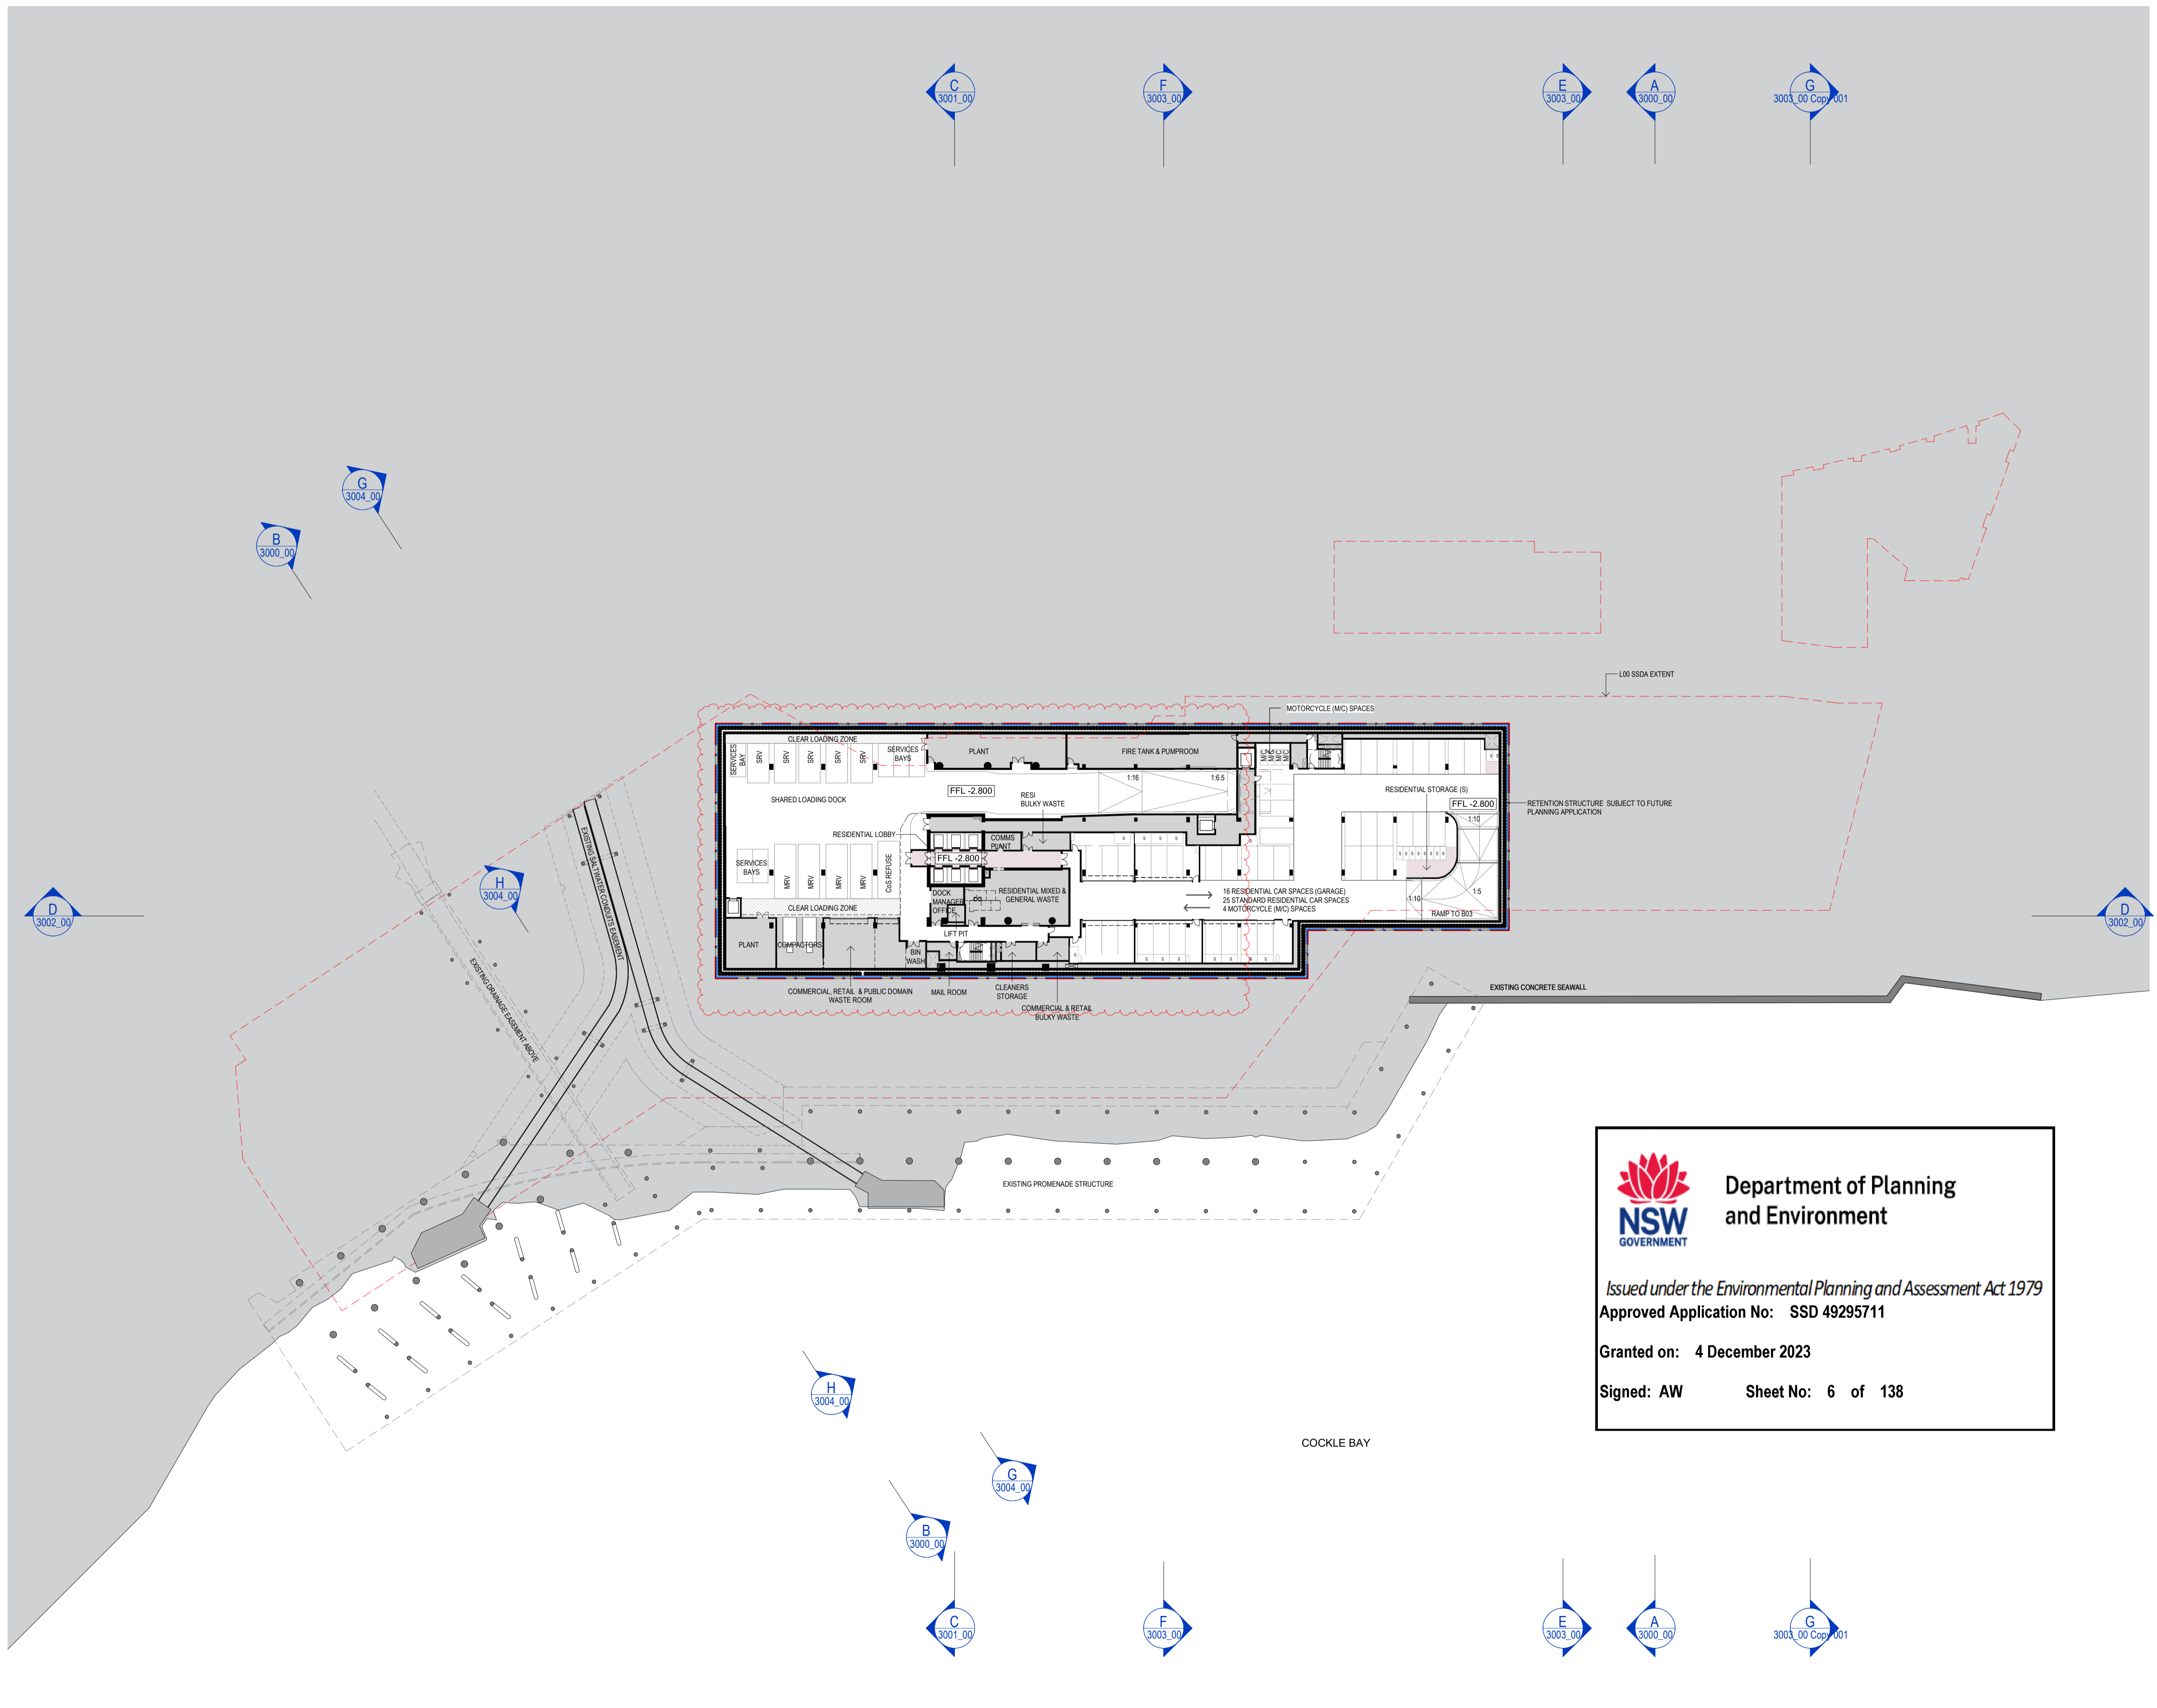 C
3001_00
F
3003_00
E
3003_00
A
3000_00
G
3003_00 Copy 001
G
3004_00
B
3000_00
L00 SSDA EXTENT
MOTORCYCLE (M/C) SPACES
CLEAR LOADING ZONE
SERVICES
BAY
SRV
SRV
SRV
SRV
SRV
SERVICES
BAYS
PLANT
FIRE TANK & PUMPROOM
M/C
M/C
M/C
M/C
1:16
1:6.5
FFL -2.800
RESI
BULKY WASTE
SHARED LOADING DOCK
RESIDENTIAL STORAGE (S)
FFL -2.800
RETENTION STRUCTURE SUBJECT TO FUTURE
PLANNING APPLICATION
1:10
RESIDENTIAL LOBBY
COMMS
PLANT
FFL -2.800
SERVICES
BAYS
MRV
MRV
MRV
MRV
CoS REFUSE
DOCK
MANAGER
OFFICE
RESIDENTIAL MIXED &
GENERAL WASTE
16 RESIDENTIAL CAR SPACES (GARAGE)
25 STANDARD RESIDENTIAL CAR SPACES
4 MOTORCYCLE (M/C) SPACES
1:5
1:10
RAMP TO B03
CLEAR LOADING ZONE
LIFT PIT
PLANT
COMPACTORS
BIN
WASH
COMMERCIAL, RETAIL & PUBLIC DOMAIN
WASTE ROOM
MAIL ROOM
CLEANERS
STORAGE
COMMERCIAL & RETAIL
BULKY WASTE
H
3004_00
D
3002_00
D
3002_00
EXISTING SALTWATER CONDUITS EASEMENT
EXISTING DRAINAGE EASEMENT ABOVE
EXISTING CONCRETE SEAWALL
EXISTING PROMENADE STRUCTURE
NSW
GOVERNMENT
Department of Planning
and Environment
Issued under the Environmental Planning and Assessment Act 1979
Approved Application No: SSD 49295711
Granted on: 4 December 2023
Signed: AW Sheet No: 6 of 138
H
3004_00
COCKLE BAY
G
3004_00
B
3000_00
C
3001_00
F
3003_00
E
3003_00
A
3000_00
G
3003_00 Copy 001